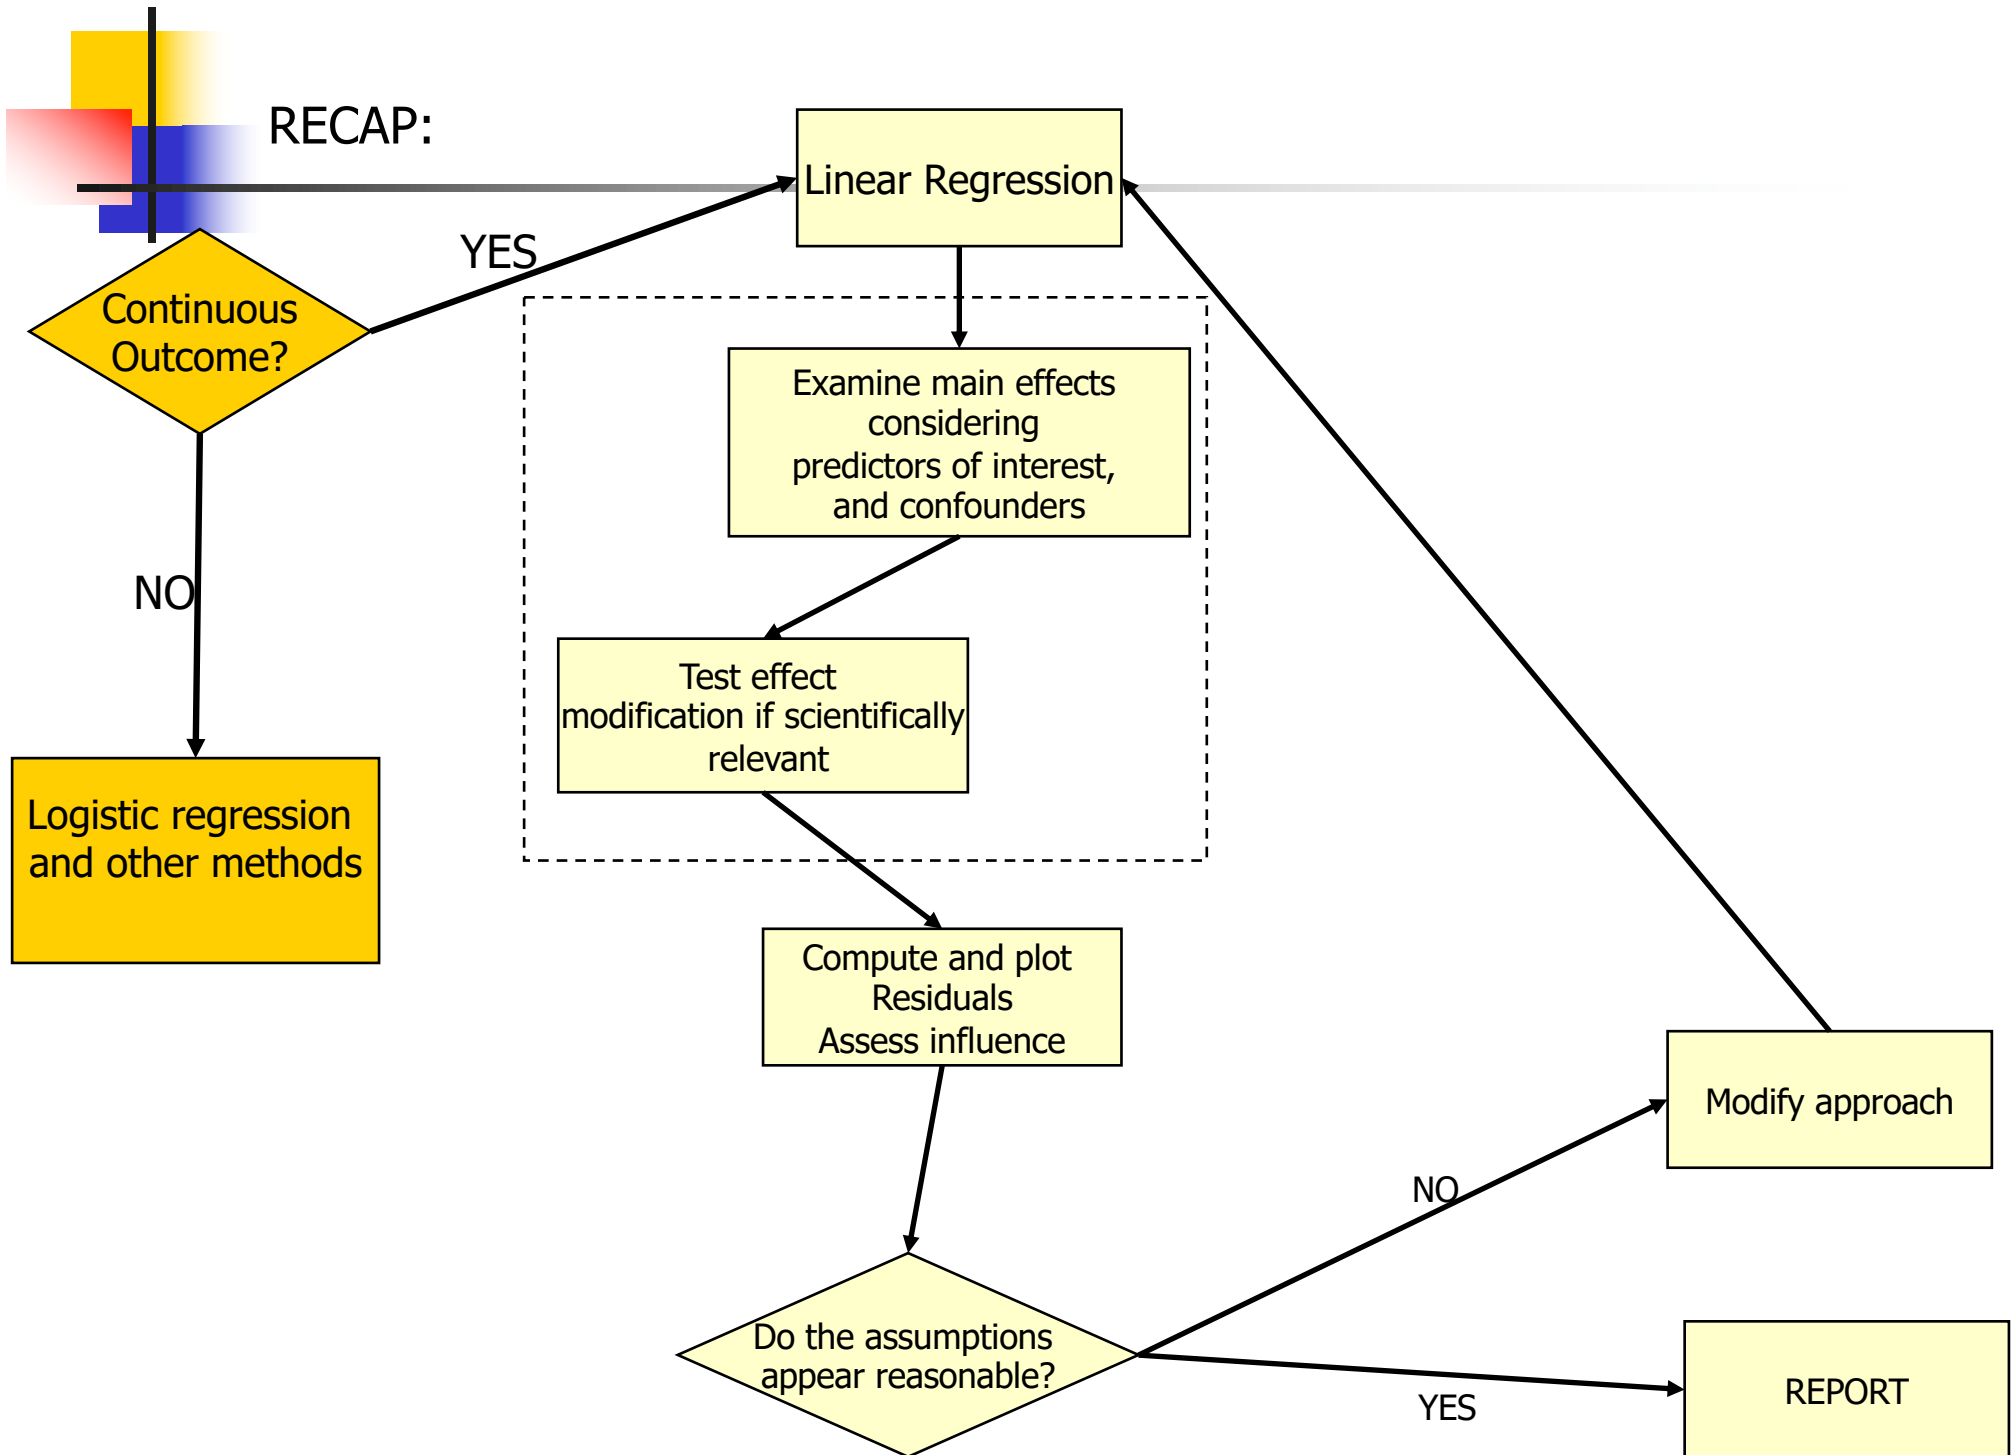 RECAP:
Linear Regression
YES
Continuous
Outcome?
Examine main effects
considering
predictors of interest,
and confounders
NO
Test effect
modification if scientifically
relevant
Logistic regression
and other methods
Compute and plot
Residuals
Assess influence
Modify approach
NO
Do the assumptions
appear reasonable?
YES
REPORT